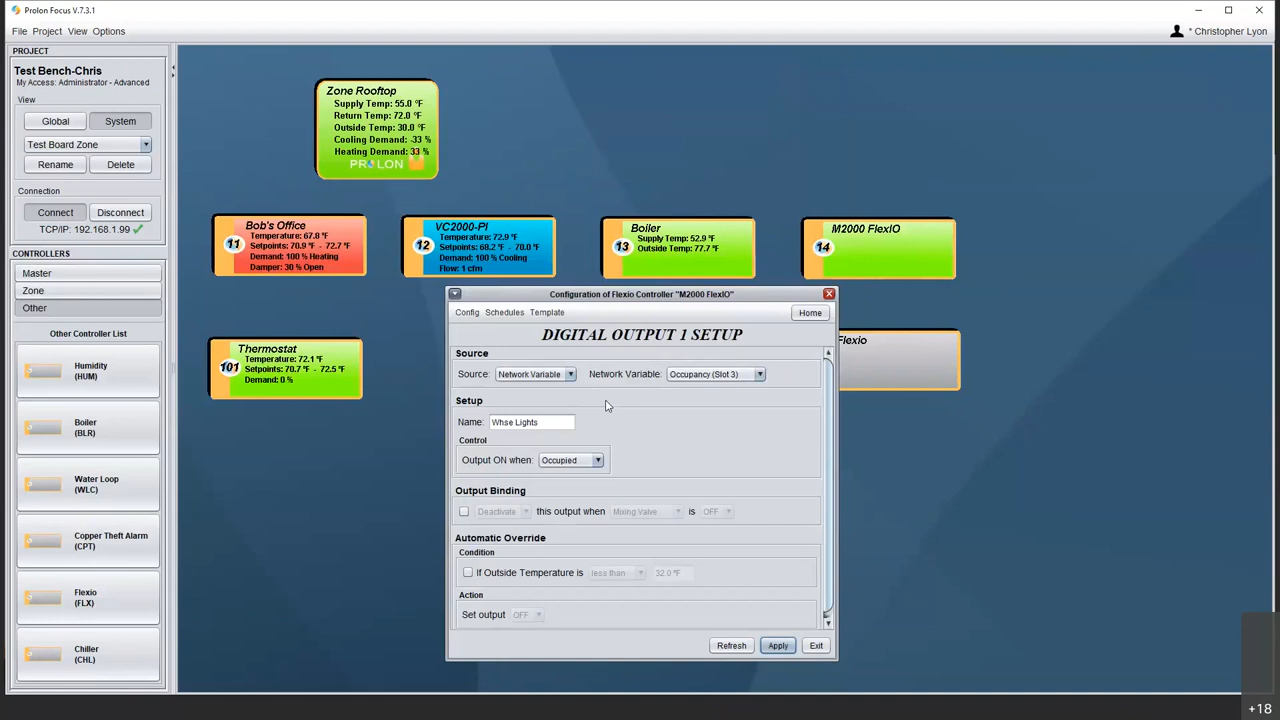 Prolon Focus V.7.3.1
File Project View Options
* Christopher Lyon
PROJECT
Test Bench-Chris
My Access: Administrator - Advanced
View
Global System
Test Board Zone
Rename Delete
Connection
Connect Disconnect
TCP/IP: 192.168.1.99
CONTROLLERS
Master
Zone
Other
Other Controller List
Humidity
(HUM)
Boiler
(BLR)
Water Loop
(WLC)
Copper Theft Alarm
(CPT)
Flexio
(FLX)
Chiller
(CHL)
Zone Rooftop
Supply Temp: 55.0 °F
Return Temp: 72.0 °F
Outside Temp: 30.0 °F
Cooling Demand: -33 %
Heating Demand: 33 %
PROLON
11
Bob's Office
Temperature: 67.8 °F
Setpoints: 70.9 °F - 72.7 °F
Demand: 100 % Heating
Damper: 30 % Open
12
VC2000-PI
Temperature: 72.9 °F
Setpoints: 68.2 °F - 70.0 °F
Demand: 100 % Cooling
Flow: 1 cfm
13
Boiler
Supply Temp: 52.9 °F
Outside Temp: 77.7 °F
14
M2000 FlexIO
101
Thermostat
Temperature: 72.1 °F
Setpoints: 70.7 °F - 72.5 °F
Demand: 0 %
Flexio
Configuration of Flexio Controller "M2000 FlexIO"
Config Schedules Template Home
DIGITAL OUTPUT 1 SETUP
Source
Source: Network Variable Network Variable: Occupancy (Slot 3)
Setup
Name: Whse Lights
Control
Output ON when: Occupied
Output Binding
Deactivate this output when Mixing Valve is OFF
Automatic Override
Condition
If Outside Temperature is less than 32.0 °F
Action
Set output OFF
Refresh Apply Exit
+18